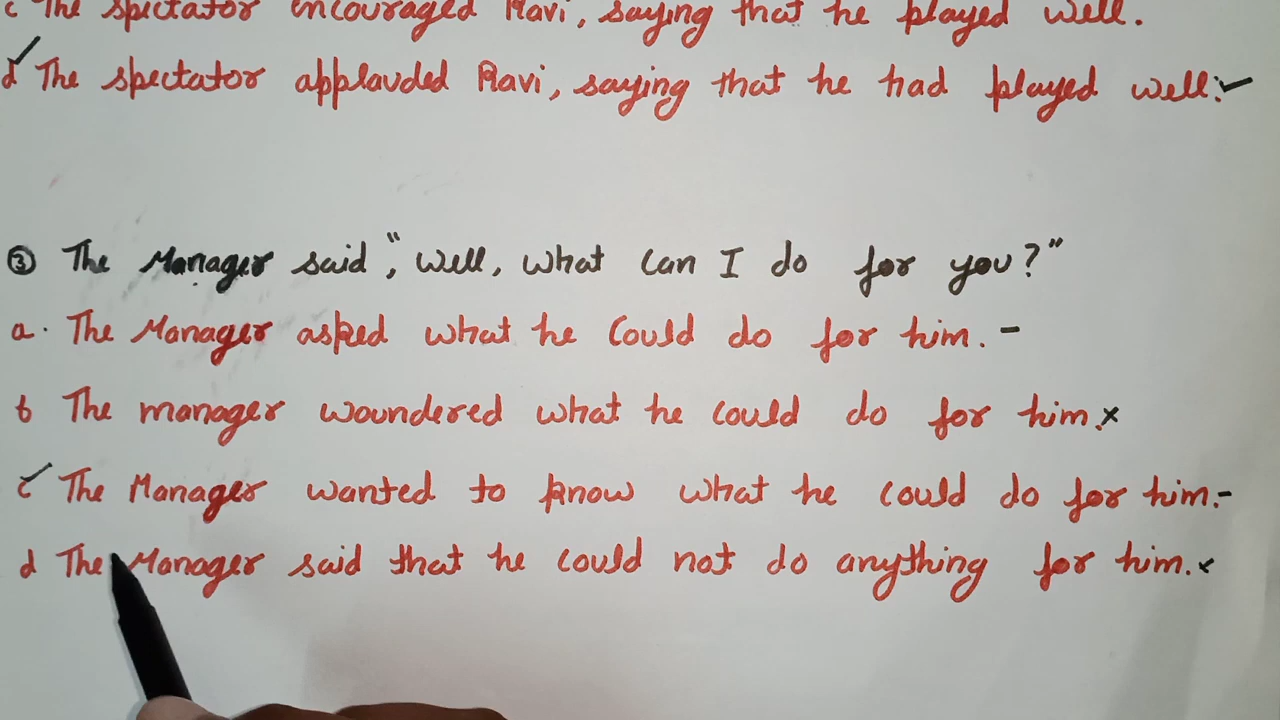 c The spectator encouraged Ravi, saying that he played well.
d The spectator applauded Ravi, saying that he had played well.
③ The Manager said“, Well, what can I do for you?”
a. The Manager asked what he Could do for him. -
b The manager woundered what he could do for him. x
c The Manager wanted to know what he could do for him. -
d The Manager said that he could not do anything for him. x